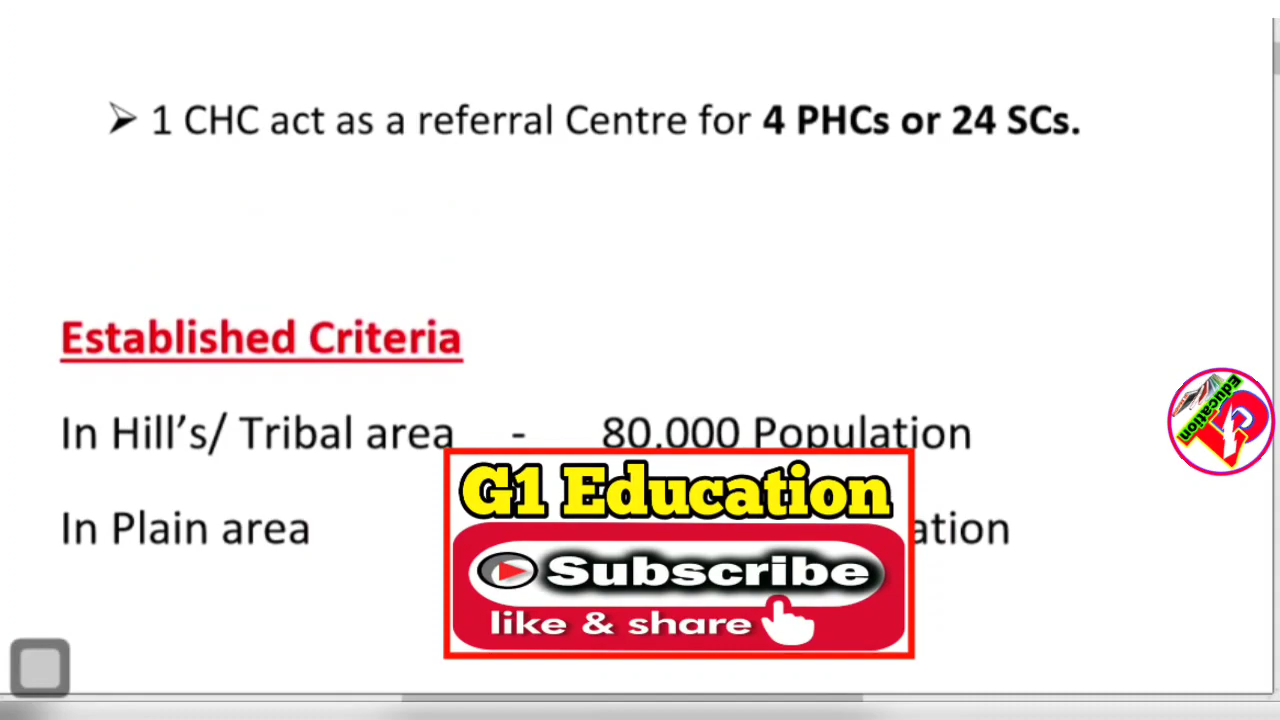 ➢ 1 CHC act as a referral Centre for 4 PHCs or 24 SCs.
Established Criteria
In Hill's/ Tribal area - 80,000 Population
In Plain area
G1 Education
Subscribe
like & share
Education